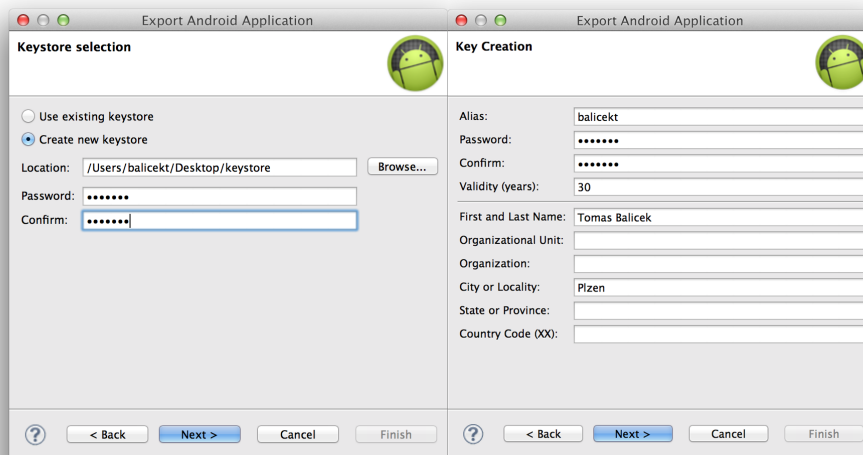 Export Android Application
Keystore selection
Use existing keystore
Create new keystore
Location: /Users/balicekt/Desktop/keystore Browse...
Password: •••••••
Confirm: •••••••
? < Back Next > Cancel Finish
Export Android Application
Key Creation
Alias: balicekt
Password: •••••••
Confirm: •••••••
Validity (years): 30
First and Last Name: Tomas Balicek
Organizational Unit:
Organization:
City or Locality: Plzen
State or Province:
Country Code (XX):
? < Back Next > Cancel Finish